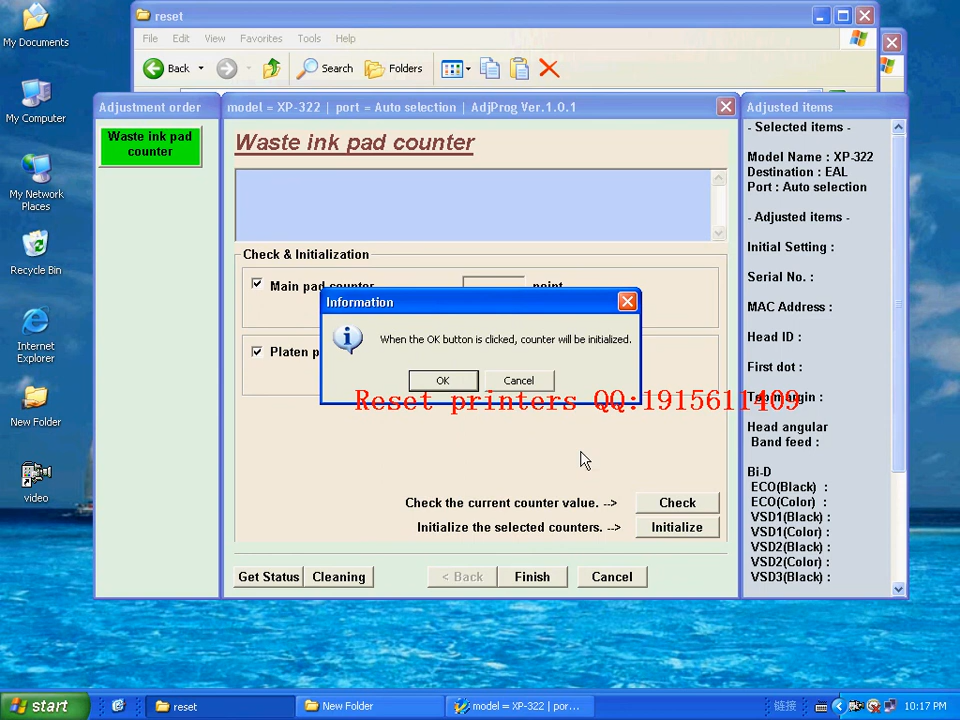 My Documents
My Computer
My Network
Places
Recycle Bin
Internet
Explorer
New Folder
video
reset
File Edit View Favorites Tools Help
Back Search Folders
Adjustment order
Waste ink pad
counter
model = XP-322 | port = Auto selection | AdjProg Ver.1.0.1
Waste ink pad counter
Check & Initialization
Main pad counter
point
Platen p
Information
When the OK button is clicked, counter will be initialized.
OK Cancel
Reset printers QQ:1915611409
Check the current counter value. --> Check
Initialize the selected counters. --> Initialize
Get Status Cleaning < Back Finish Cancel
Adjusted items
- Selected items -
Model Name : XP-322
Destination : EAL
Port : Auto selection
- Adjusted items -
Initial Setting :
Serial No. :
MAC Address :
Head ID :
First dot :
Top margin :
Head angular
Band feed :
Bi-D
ECO(Black) :
ECO(Color) :
VSD1(Black) :
VSD1(Color) :
VSD2(Black) :
VSD2(Color) :
VSD3(Black) :
start reset New Folder model = XP-322 | por... 链接 10:17 PM